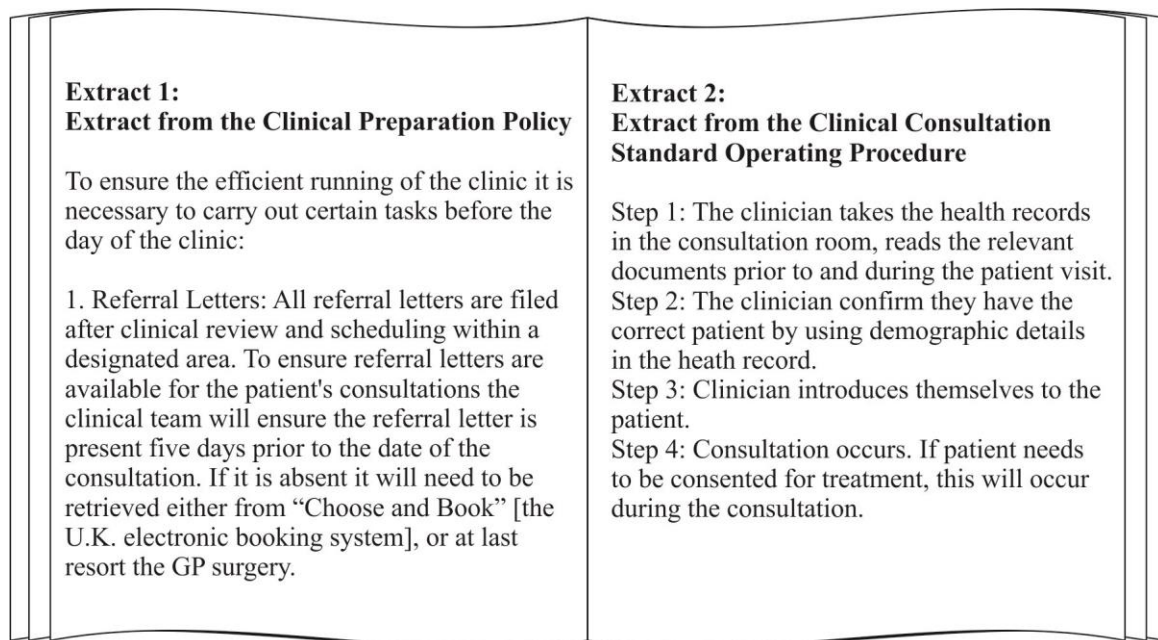 Extract 1:
Extract from the Clinical Preparation Policy
To ensure the efficient running of the clinic it is
necessary to carry out certain tasks before the
day of the clinic:
1. Referral Letters: All referral letters are filed
after clinical review and scheduling within a
designated area. To ensure referral letters are
available for the patient's consultations the
clinical team will ensure the referral letter is
present five days prior to the date of the
consultation. If it is absent it will need to be
retrieved either from “Choose and Book” [the
U.K. electronic booking system], or at last
resort the GP surgery.
Extract 2:
Extract from the Clinical Consultation
Standard Operating Procedure
Step 1: The clinician takes the health records
in the consultation room, reads the relevant
documents prior to and during the patient visit.
Step 2: The clinician confirm they have the
correct patient by using demographic details
in the heath record.
Step 3: Clinician introduces themselves to the
patient.
Step 4: Consultation occurs. If patient needs
to be consented for treatment, this will occur
during the consultation.